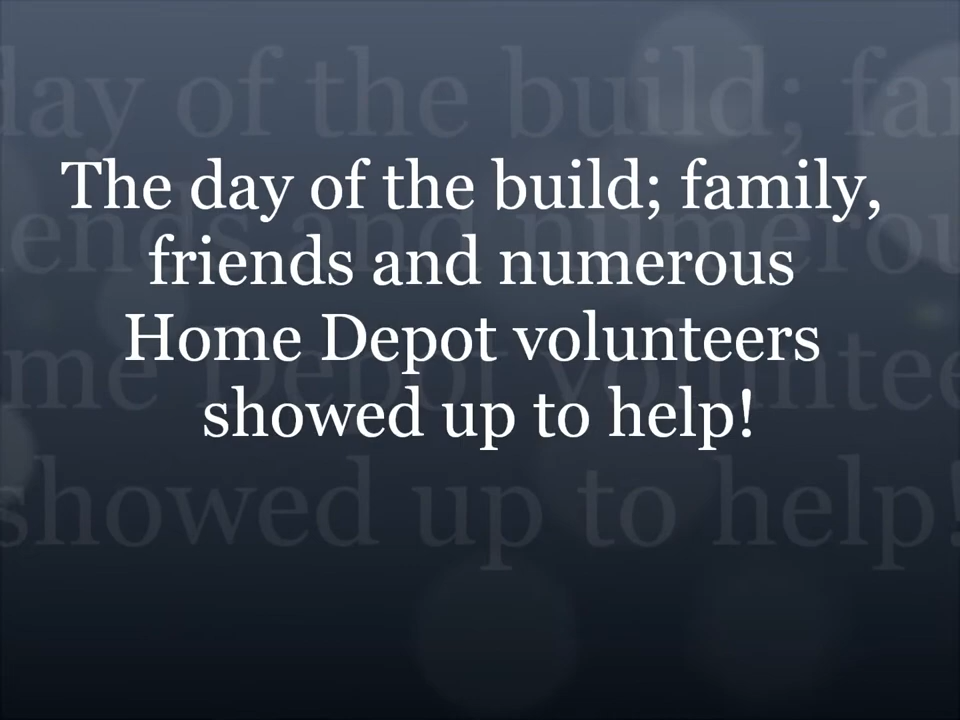 The day of the build; family,
friends and numerous
Home Depot volunteers
showed up to help!